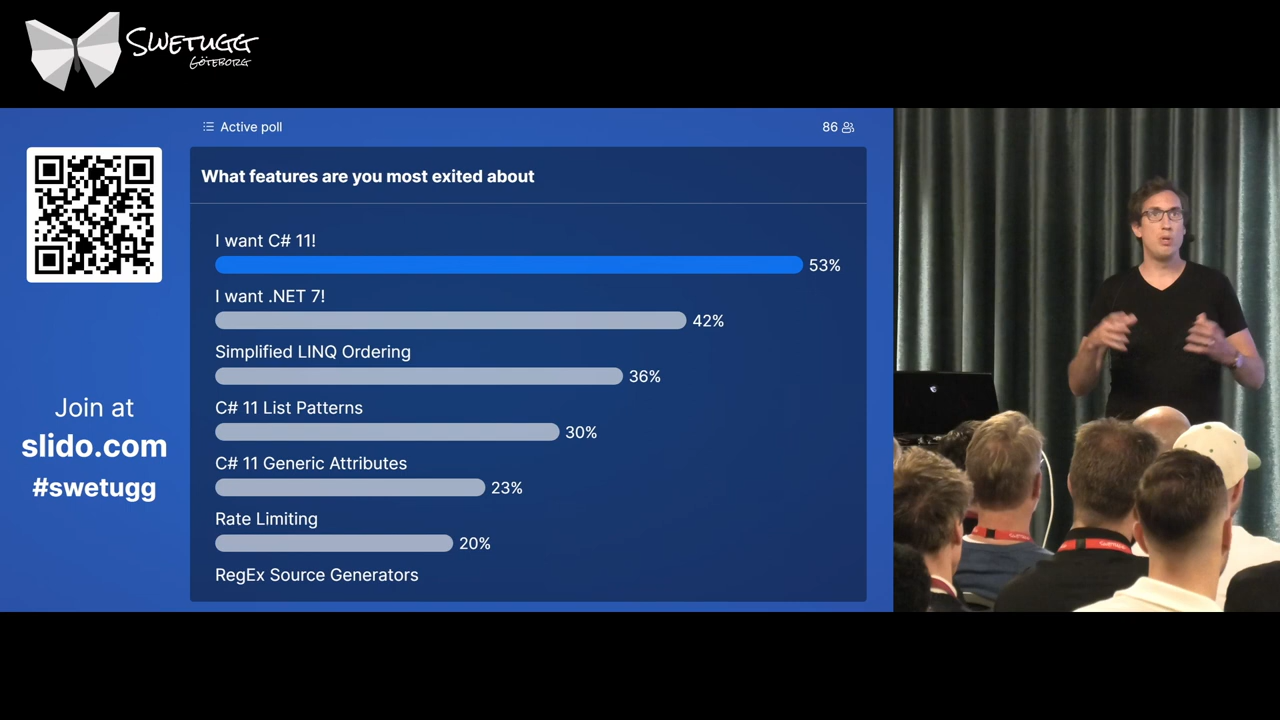 SWETUGG
GÖTEBORG
Active poll
86
What features are you most exited about
I want C# 11!
53%
I want .NET 7!
42%
Simplified LINQ Ordering
36%
C# 11 List Patterns
30%
C# 11 Generic Attributes
23%
Rate Limiting
20%
RegEx Source Generators
Join at
slido.com
#swetugg